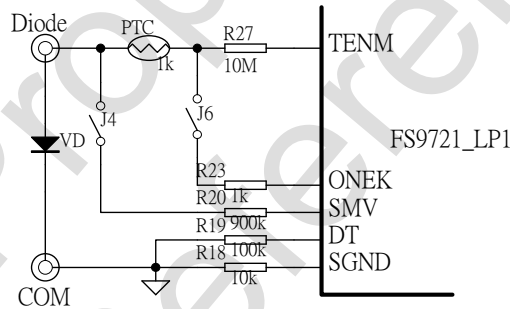 Diode
PTC
1k
R27
10M
TENM
J4
J6
VD
FS9721_LP1
R23
1k
ONEK
R20
900k
SMV
R19
100k
DT
R18
10k
SGND
COM